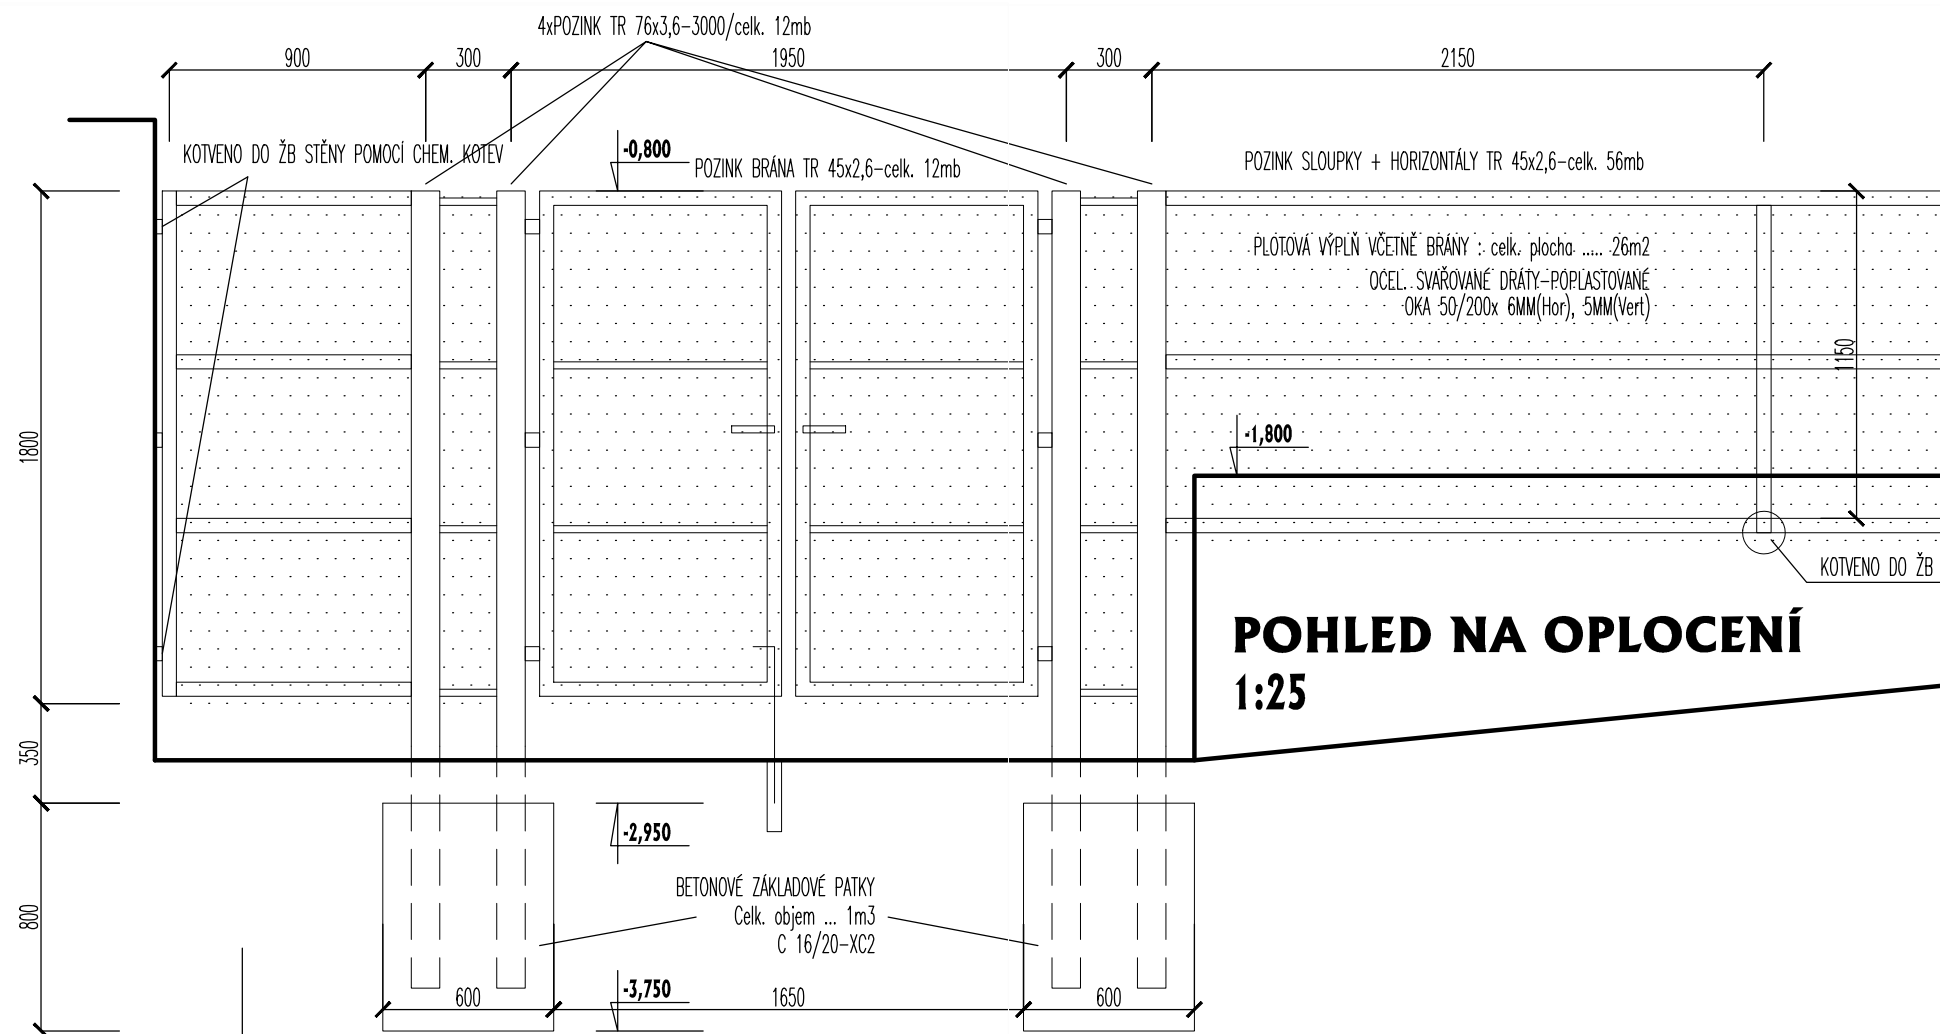 4xPOZINK TR 76x3,6-3000/celk. 12mb
900
300
1950
300
2150
KOTVENO DO ŽB STĚNY POMOCÍ CHEM. KOTEV
-0,800
POZINK BRÁNA TR 45x2,6-celk. 12mb
POZINK SLOUPKY + HORIZONTÁLY TR 45x2,6-celk. 56mb
PLOTOVÁ VÝPLŇ VČETNĚ BRÁNY : celk. plocha ..... 26m2
OCEL. SVAŘOVANÉ DRÁTY-POPLASTOVANÉ
OKA 50/200x 6MM(Hor), 5MM(Vert)
1150
1800
-1,800
KOTVENO DO ŽB
POHLED NA OPLOCENÍ
1:25
350
-2,950
BETONOVÉ ZÁKLADOVÉ PATKY
Celk. objem ... 1m3
C 16/20-XC2
800
-3,750
600
1650
600